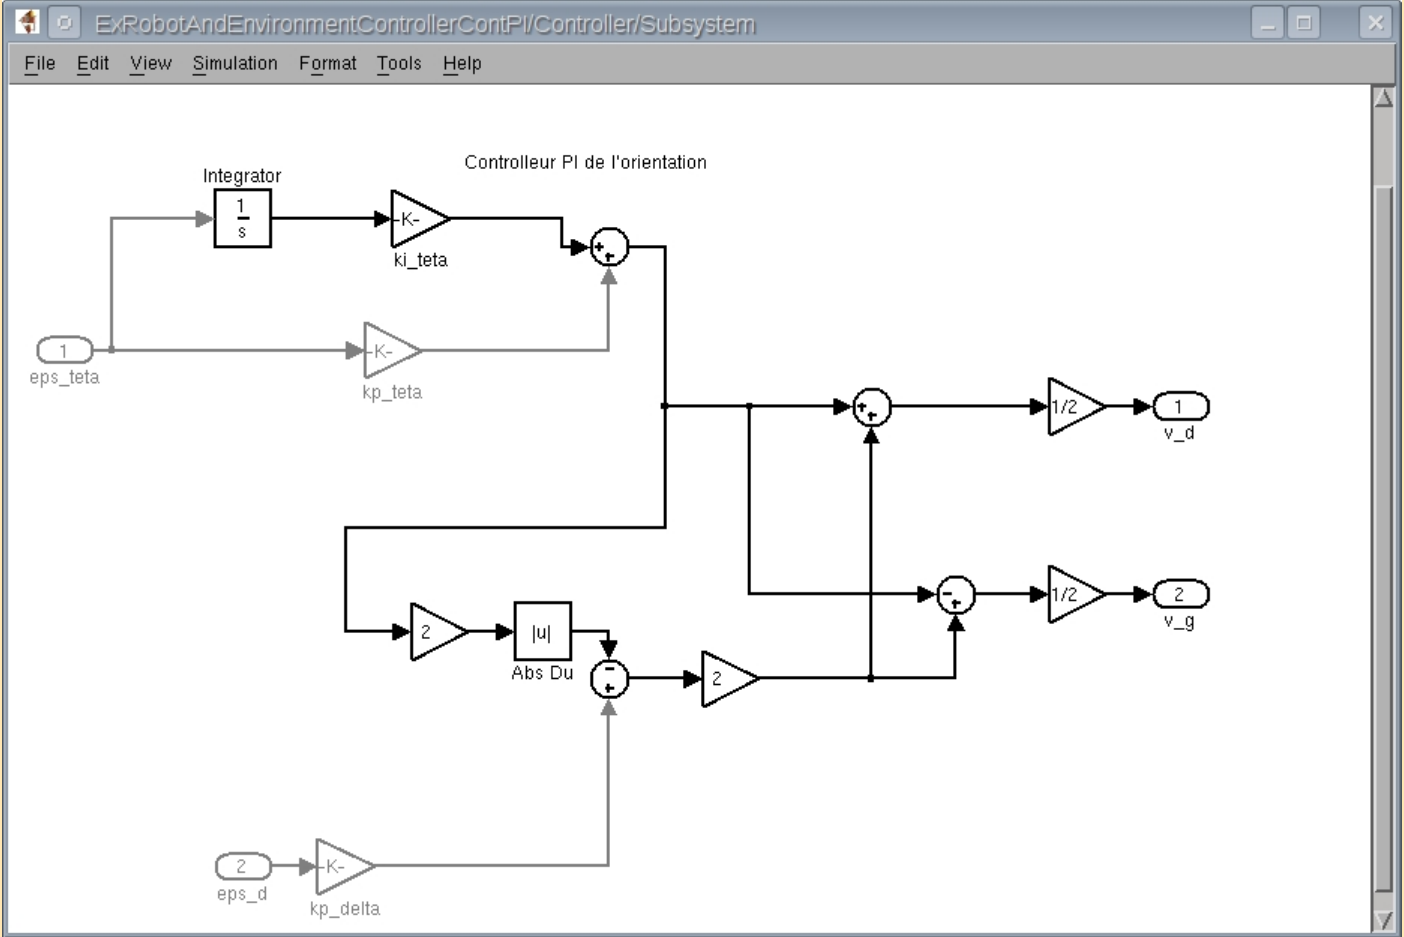 ExRobotAndEnvironmentControllerContPI/Controller/Subsystem
File Edit View Simulation Format Tools Help
Controlleur PI de l'orientation
Integrator
1
s
-K-
ki_teta
+
+
1
eps_teta
-K-
kp_teta
+
+
1/2
1
v_d
2
|u|
Abs Du
-
+
2
-
+
1/2
2
v_g
2
eps_d
-K-
kp_delta